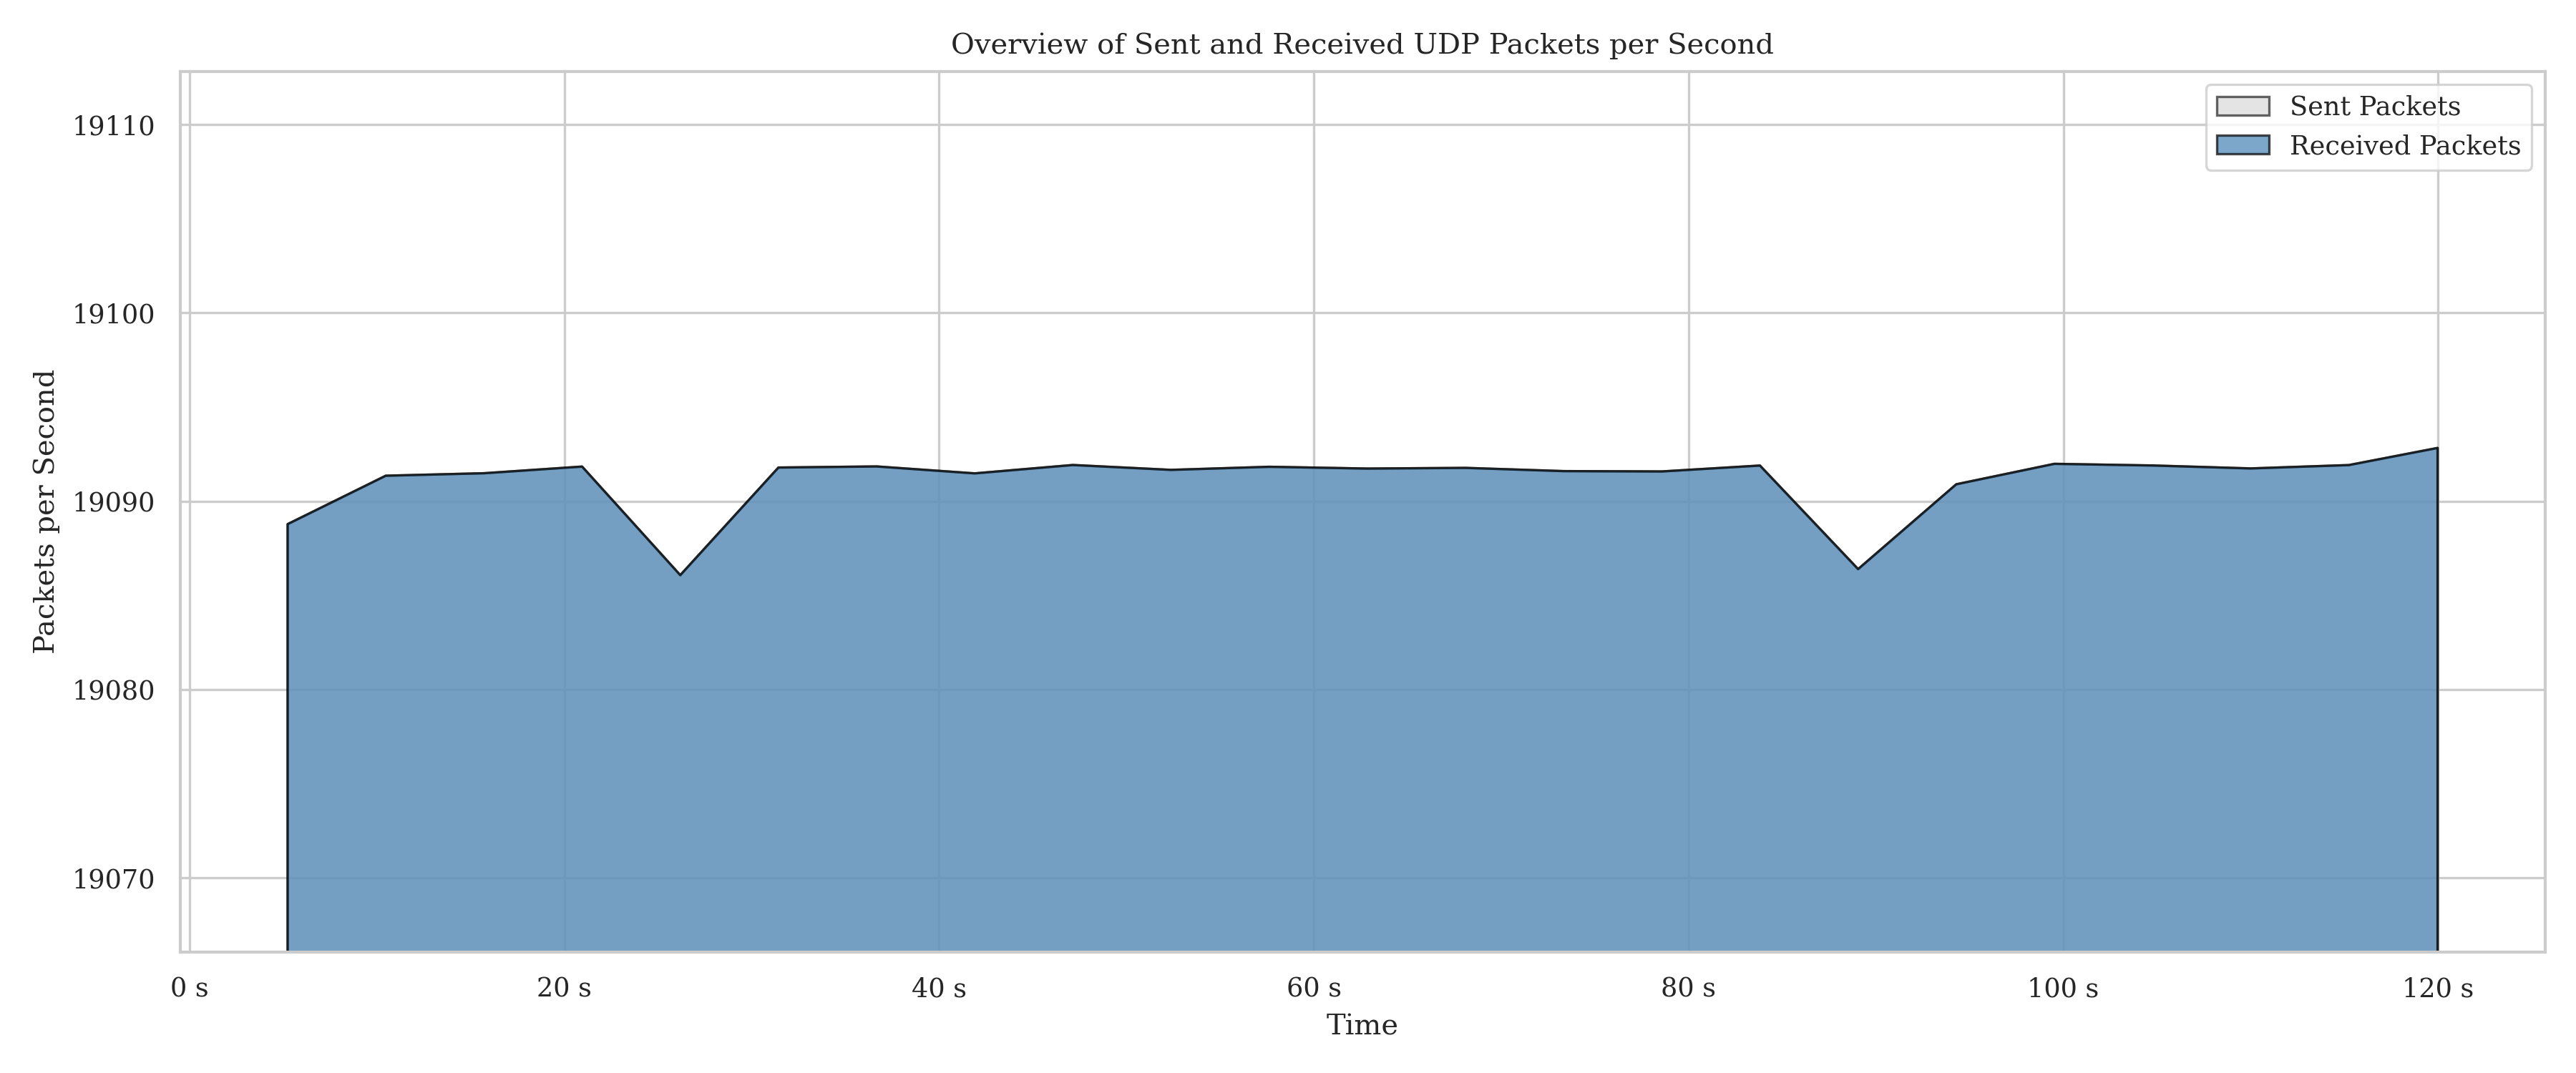 Overview of Sent and Received UDP Packets per Second
Sent Packets
Received Packets
19110
19100
19090
19080
19070
Packets per Second
0 s
20 s
40 s
60 s
80 s
100 s
120 s
Time